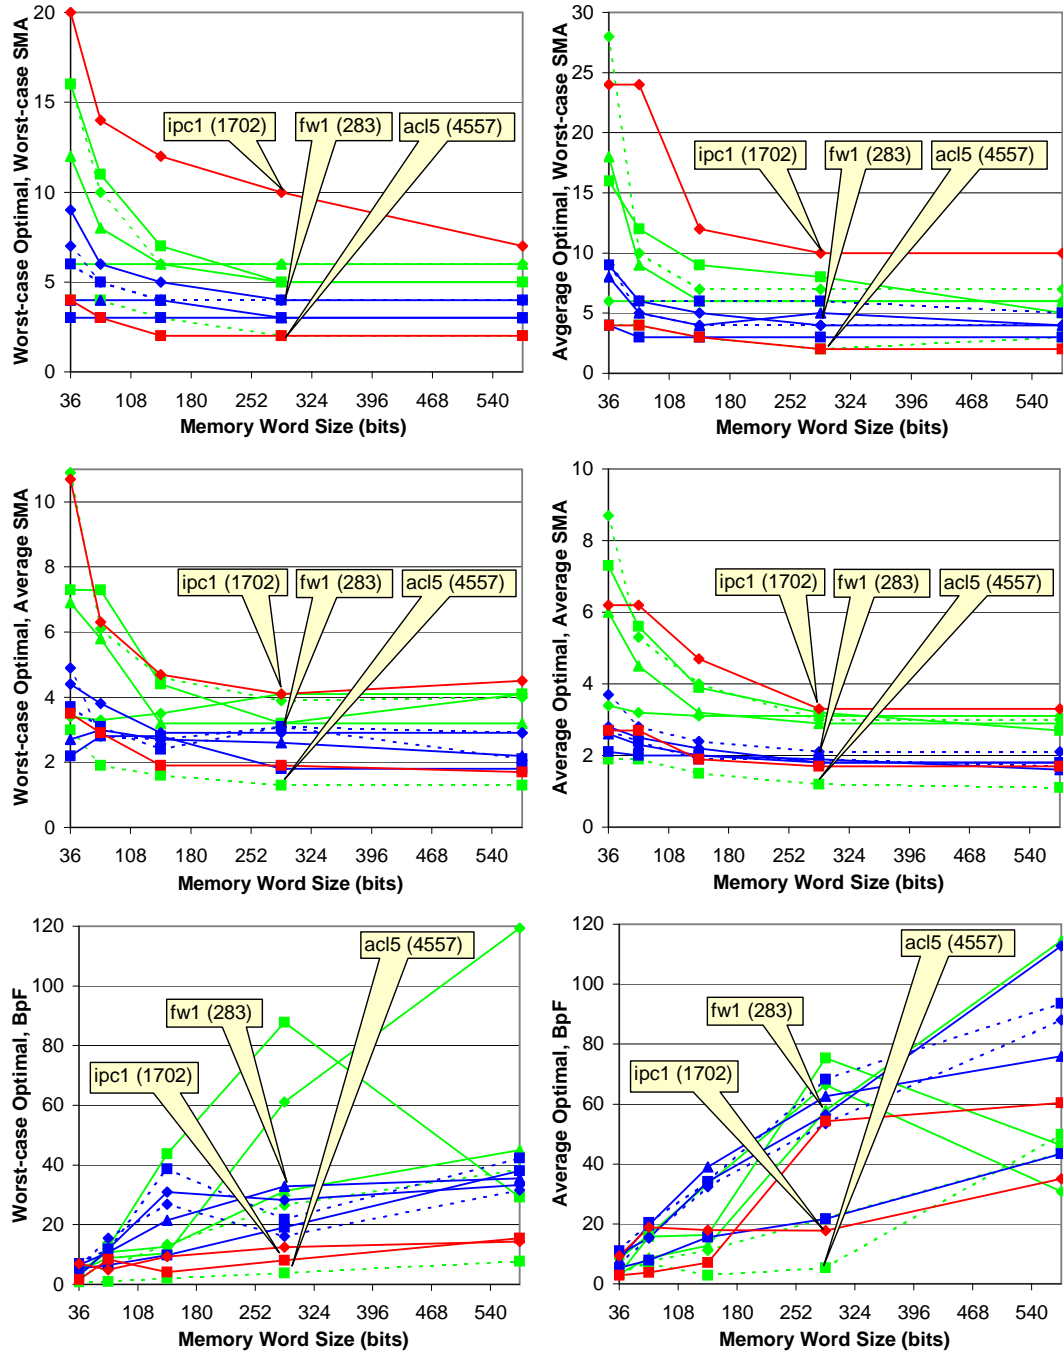 Worst-case Optimal, Worst-case SMA
20
15
10
5
0
ipc1 (1702)
fw1 (283)
acl5 (4557)
36 108 180 252 324 396 468 540
Memory Word Size (bits)
Avgerage Optimal, Worst-case SMA
30
25
20
15
10
5
0
ipc1 (1702)
fw1 (283)
acl5 (4557)
36 108 180 252 324 396 468 540
Memory Word Size (bits)
Worst-case Optimal, Average SMA
10
8
6
4
2
0
ipc1 (1702)
fw1 (283)
acl5 (4557)
36 108 180 252 324 396 468 540
Memory Word Size (bits)
Average Optimal, Average SMA
10
8
6
4
2
0
ipc1 (1702)
fw1 (283)
acl5 (4557)
36 108 180 252 324 396 468 540
Memory Word Size (bits)
Worst-case Optimal, BpF
120
100
80
60
40
20
0
acl5 (4557)
fw1 (283)
ipc1 (1702)
36 108 180 252 324 396 468 540
Memory Word Size (bits)
Average Optimal, BpF
120
100
80
60
40
20
0
acl5 (4557)
fw1 (283)
ipc1 (1702)
36 108 180 252 324 396 468 540
Memory Word Size (bits)